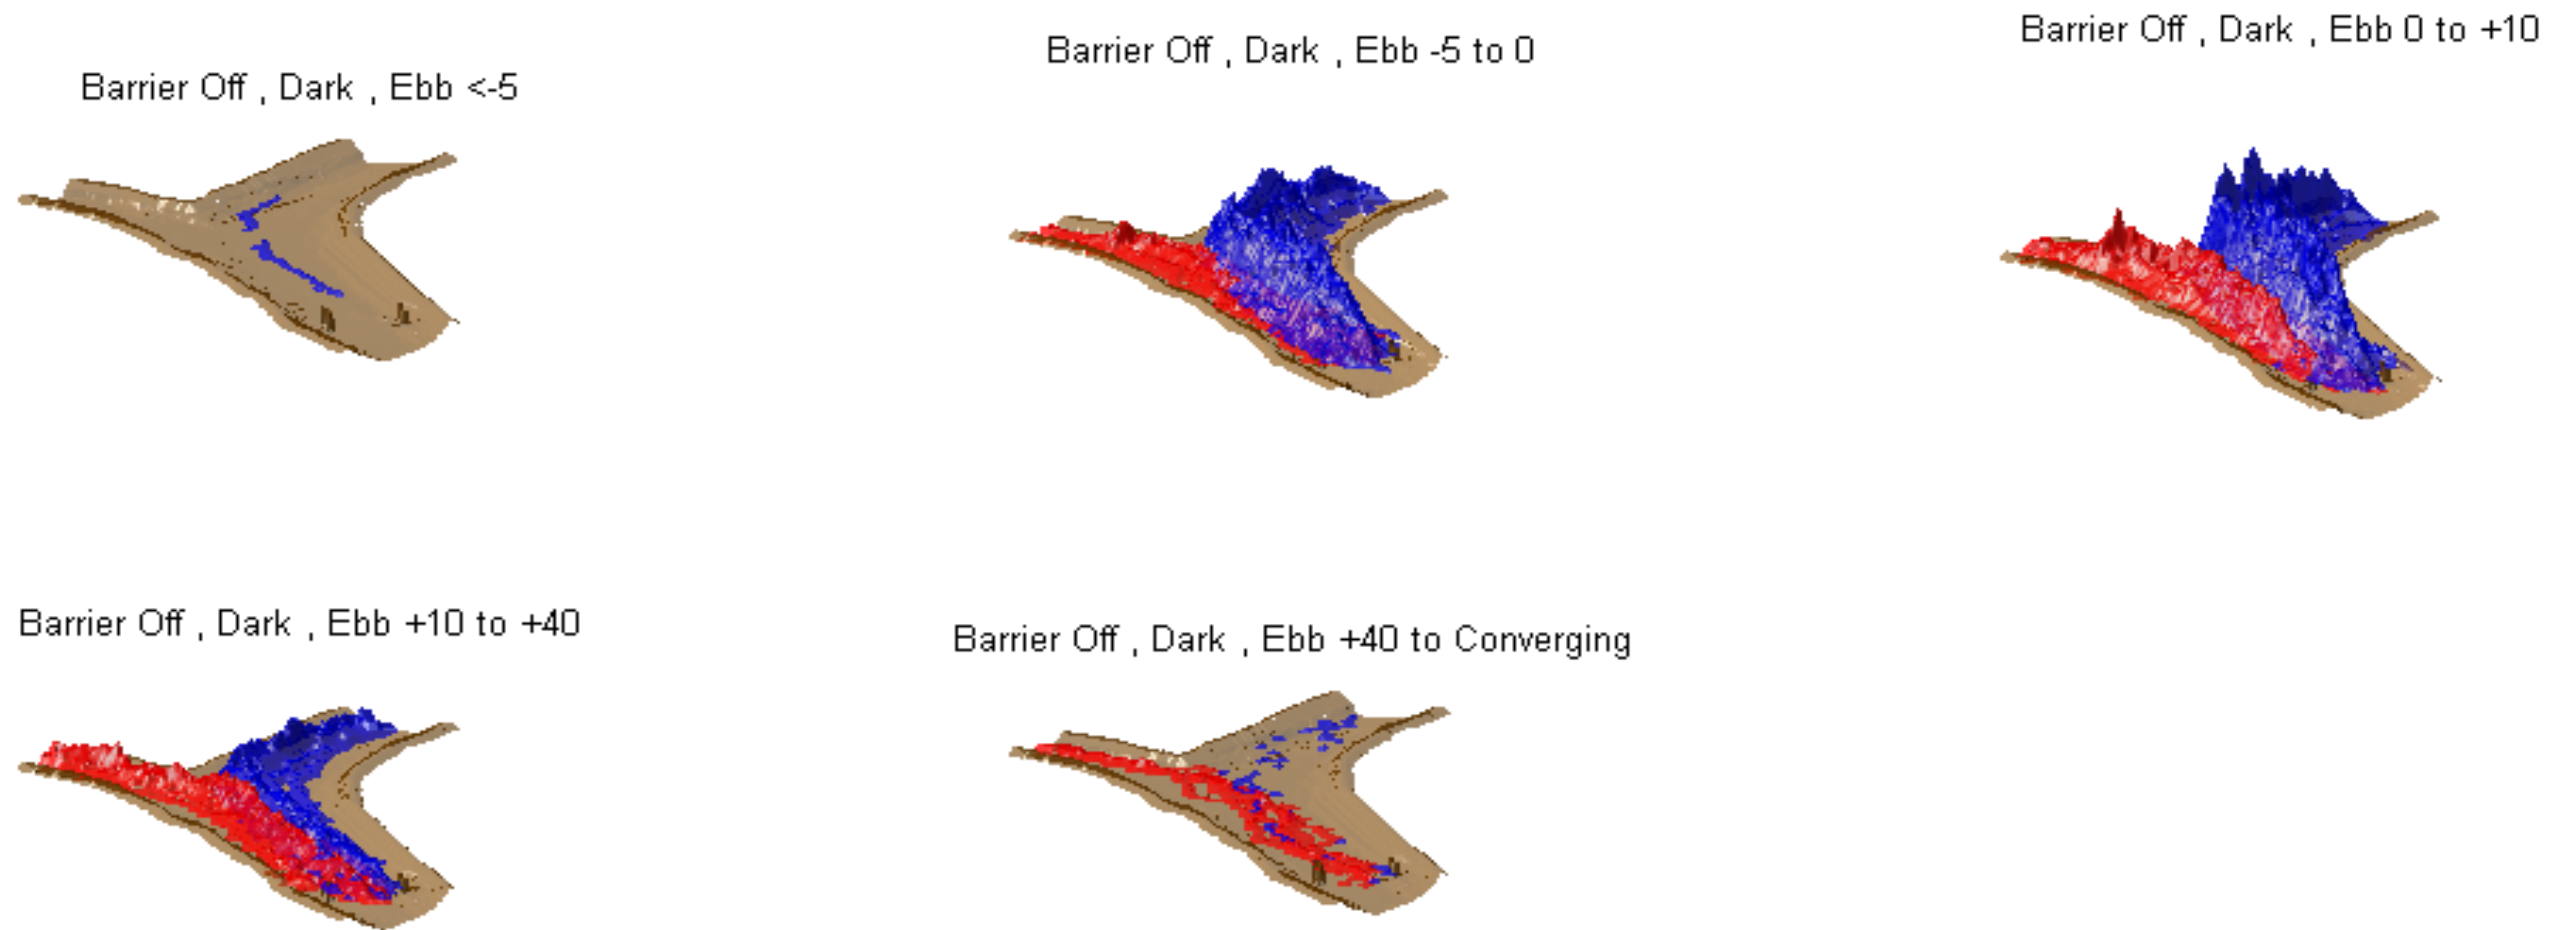 Barrier Off , Dark , Ebb <-5
Barrier Off , Dark , Ebb -5 to 0
Barrier Off , Dark , Ebb 0 to +10
Barrier Off , Dark , Ebb +10 to +40
Barrier Off , Dark , Ebb +40 to Converging